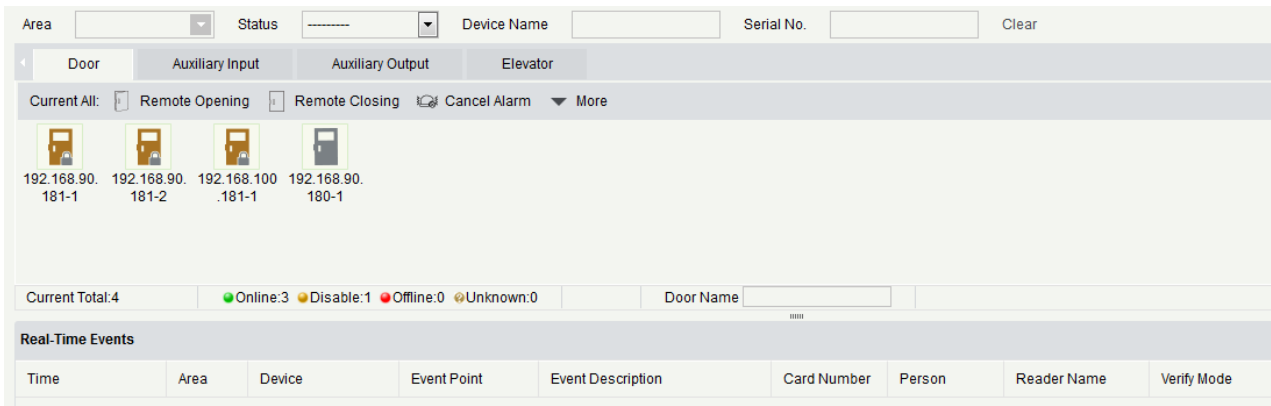 Area Status --------- Device Name Serial No. Clear
Door Auxiliary Input Auxiliary Output Elevator
Current All: Remote Opening Remote Closing Cancel Alarm More
192.168.90.181-1
192.168.90.181-2
192.168.100.181-1
192.168.90.180-1
Current Total:4 Online:3 Disable:1 Offline:0 Unknown:0 Door Name
Real-Time Events
Time Area Device Event Point Event Description Card Number Person Reader Name Verify Mode